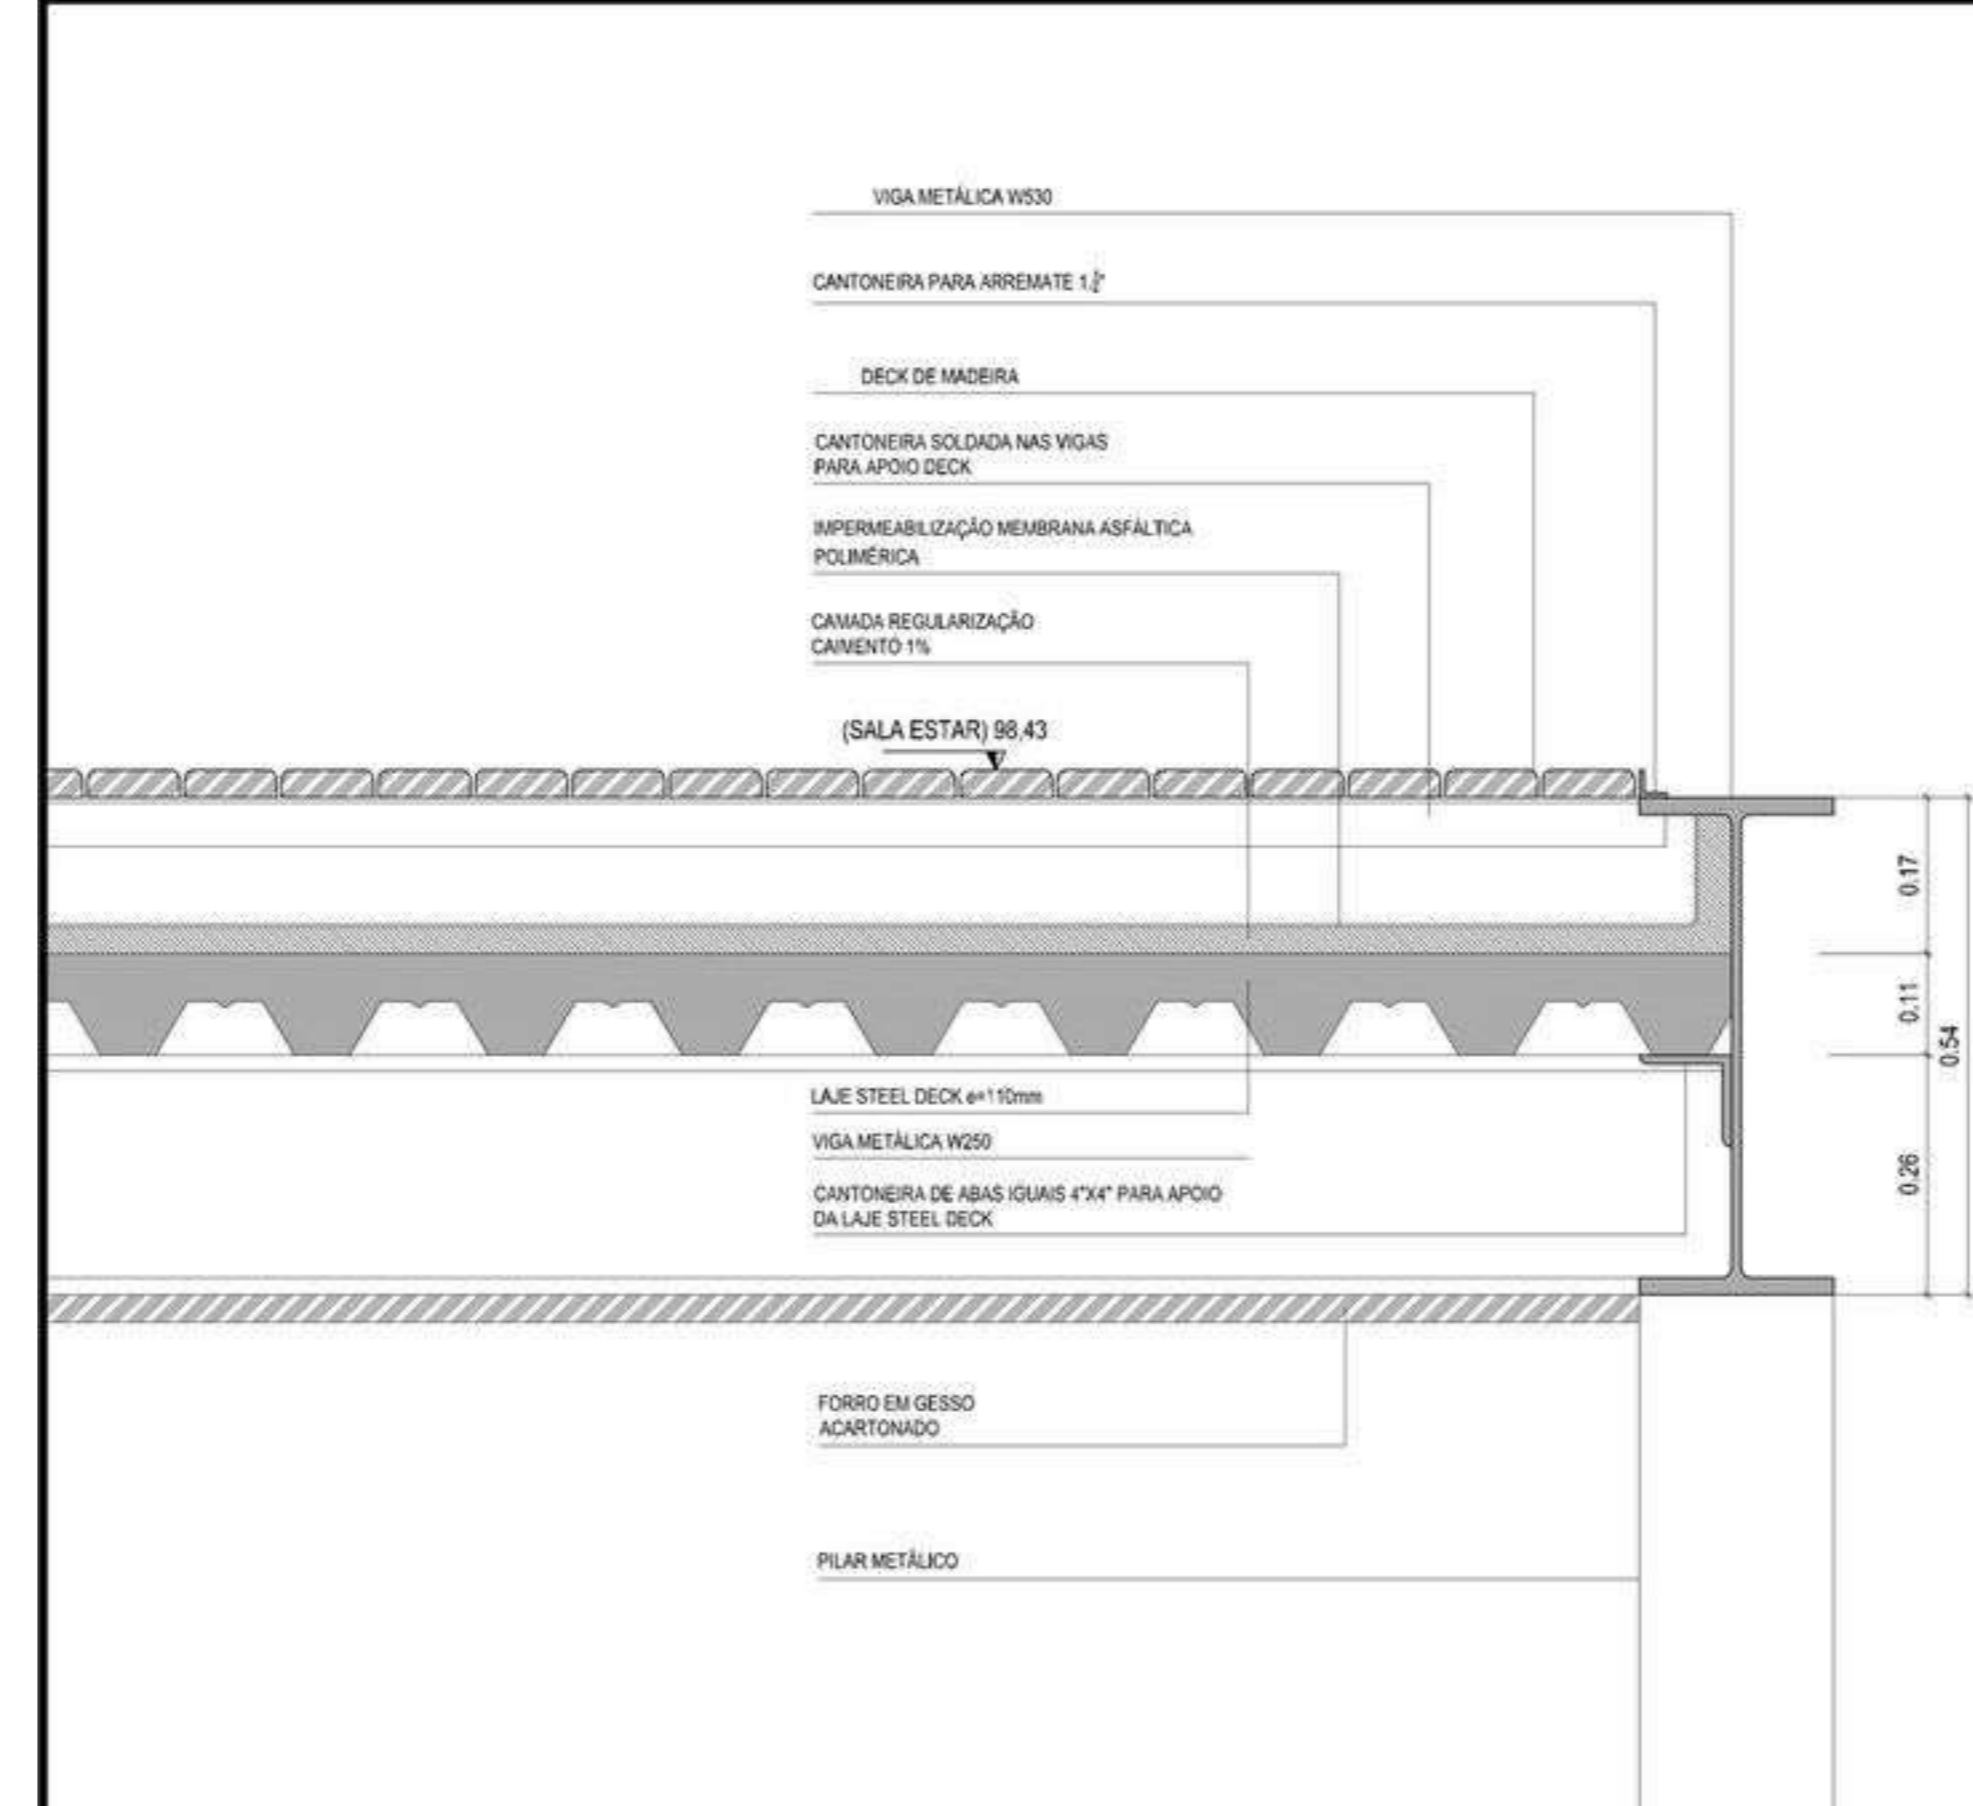 VIGA METÁLICA W530
CANTONEIRA PARA ARREMATE
DECK DE MADEIRA
CANTONEIRA SOLDADA NAS VIGAS
PARA APOIO DECK
IMPERMEABILIZAÇÃO MEMBRANA ASFÁLTICA
POLIMÉRICA
CAMADA REGULARIZAÇÃO
CAIMENTO 1%
(SALA ESTAR) 98,43
0.17
0.11
0.54
0.26
LAJE STEEL DECK e=110mm
VIGA METÁLICA W250
CANTONEIRA DE ABAS IGUAIS 4"X4" PARA APOIO
DA LAJE STEEL DECK
FORRO EM GESSO
ACARTONADO
PILAR METÁLICO